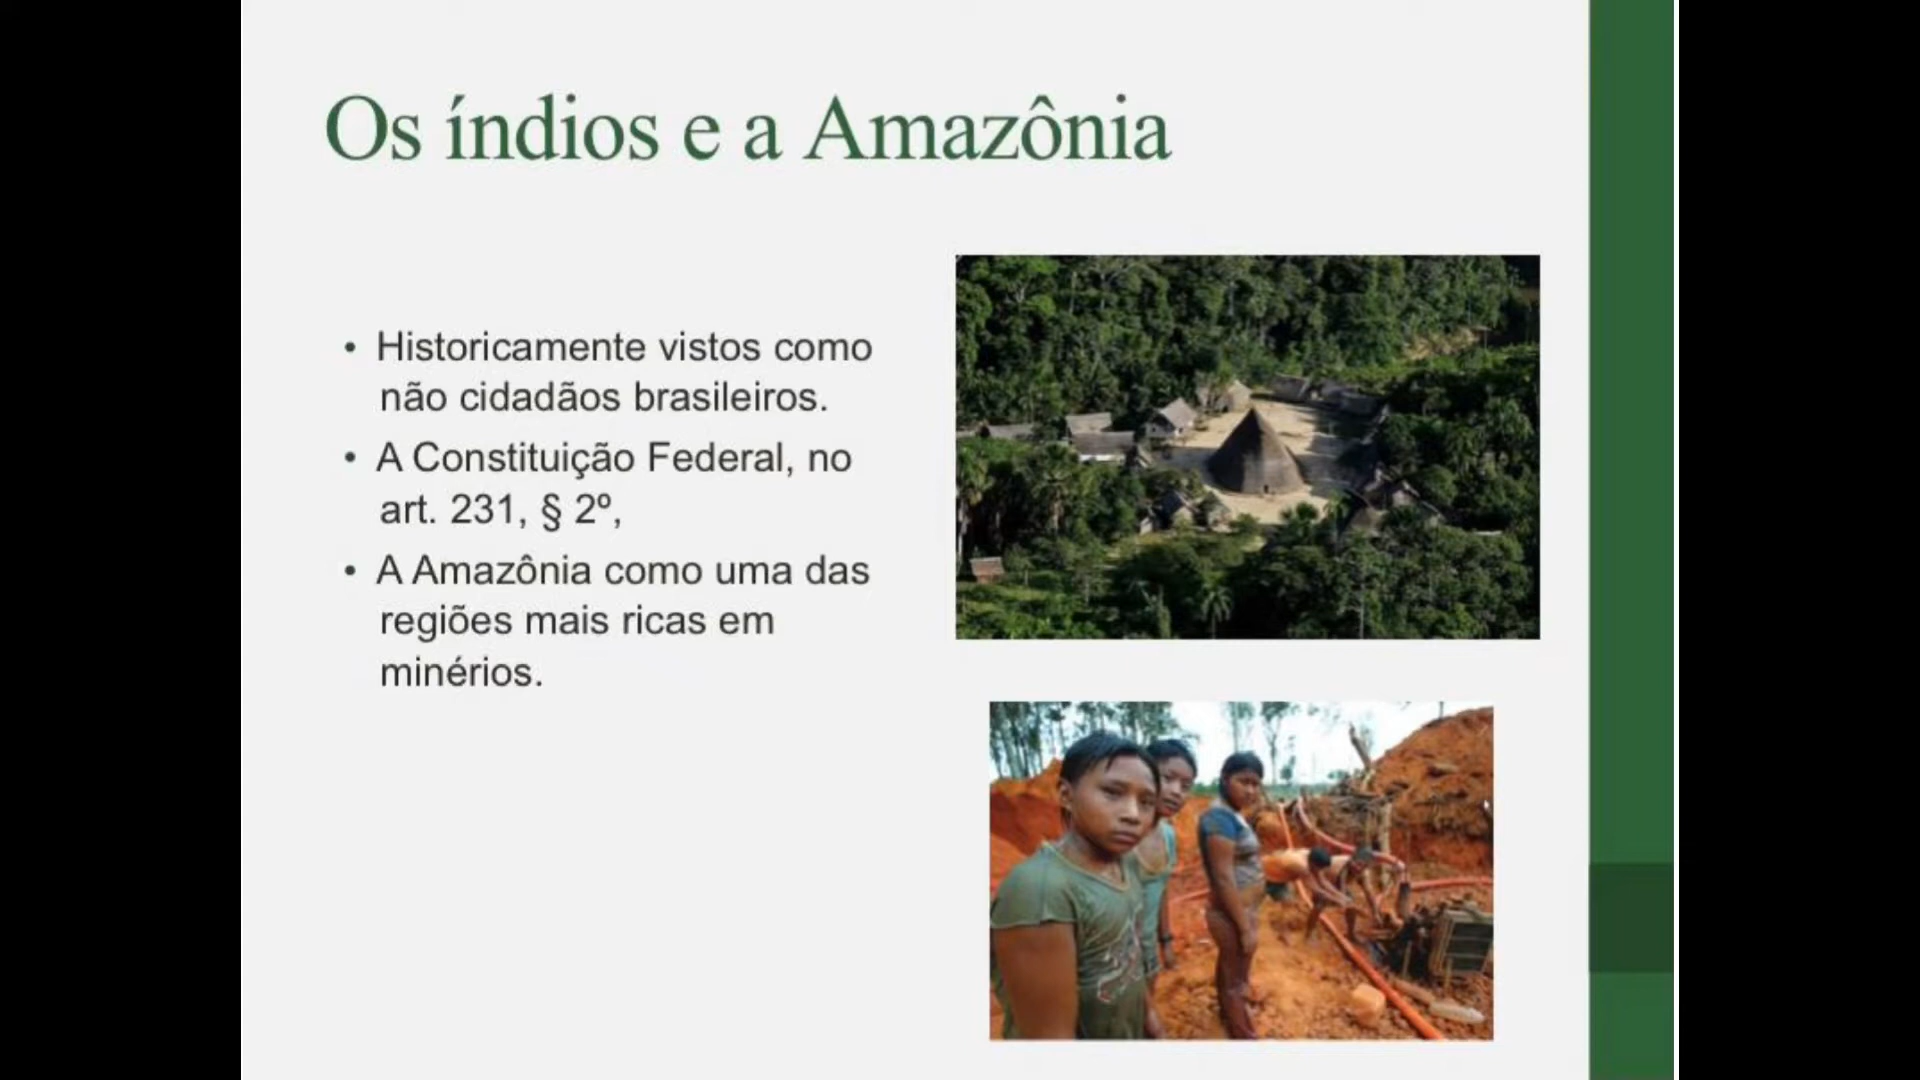 Os índios e a Amazônia
• Historicamente vistos como
não cidadãos brasileiros.
• A Constituição Federal, no
art. 231, § 2º,
• A Amazônia como uma das
regiões mais ricas em
minérios.